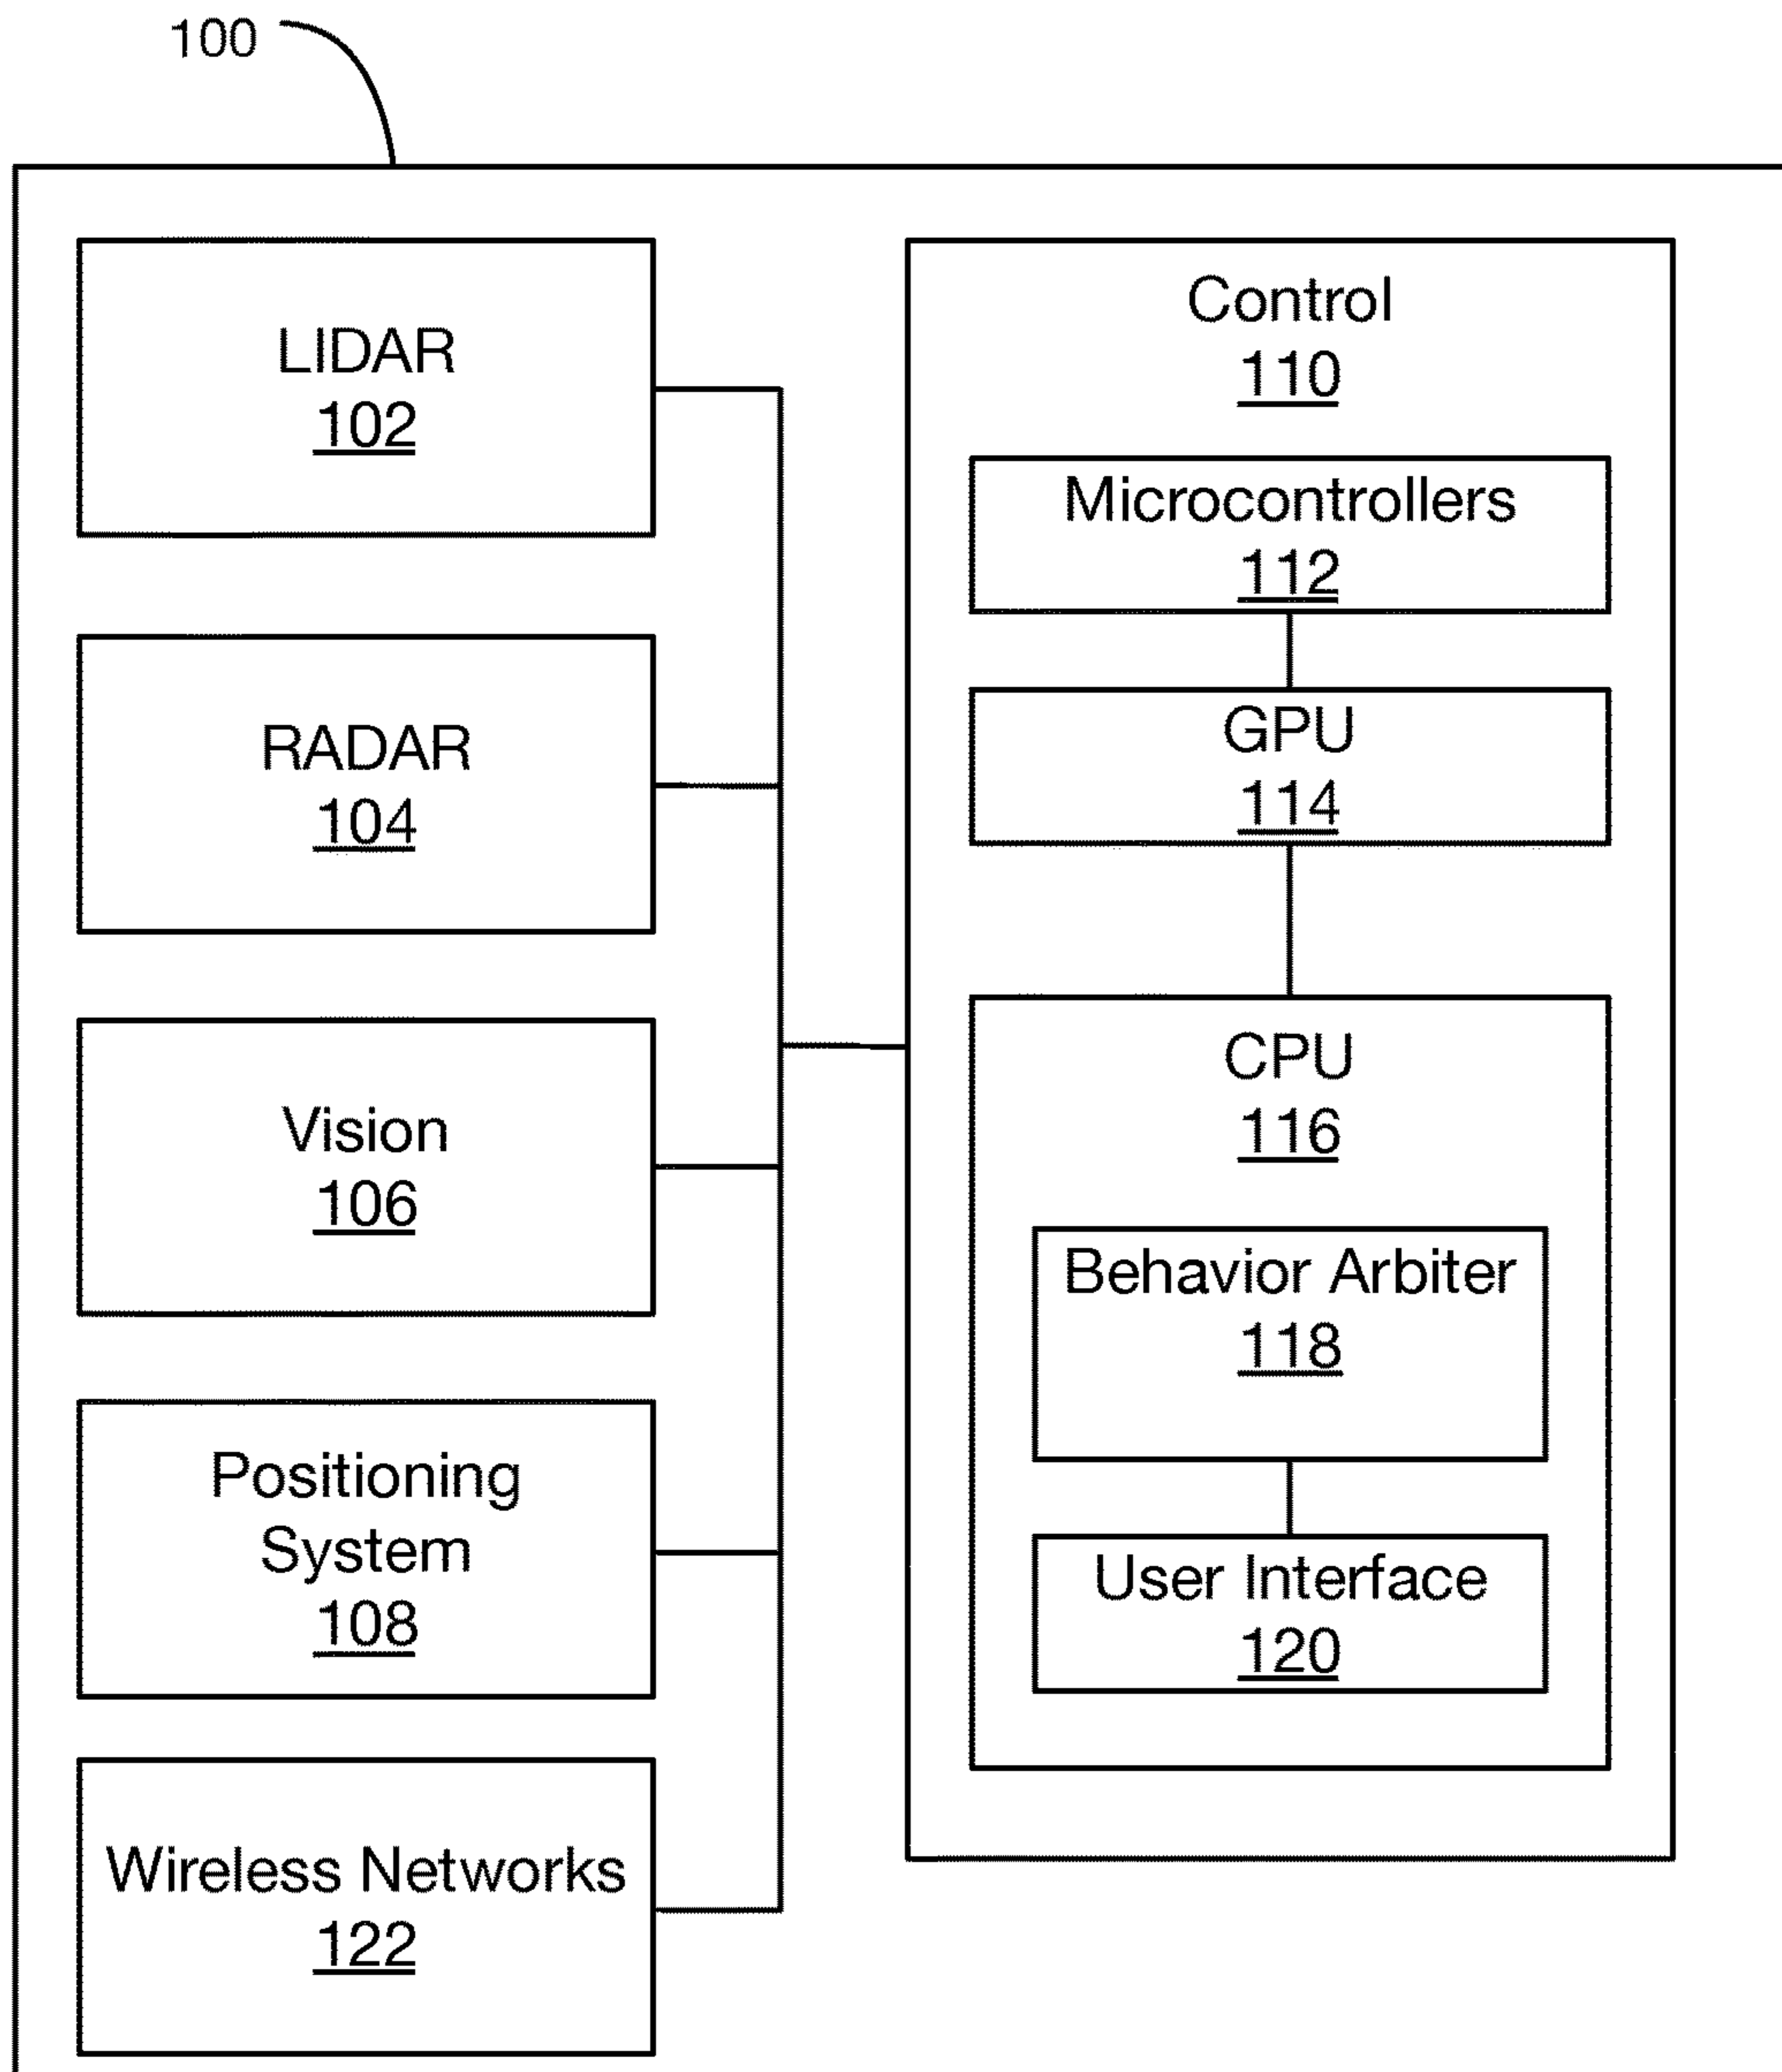 100
LIDAR
102
RADAR
104
Vision
106
Positioning
System
108
Wireless Networks
122
Control
110
Microcontrollers
112
GPU
114
CPU
116
Behavior Arbiter
118
User Interface
120